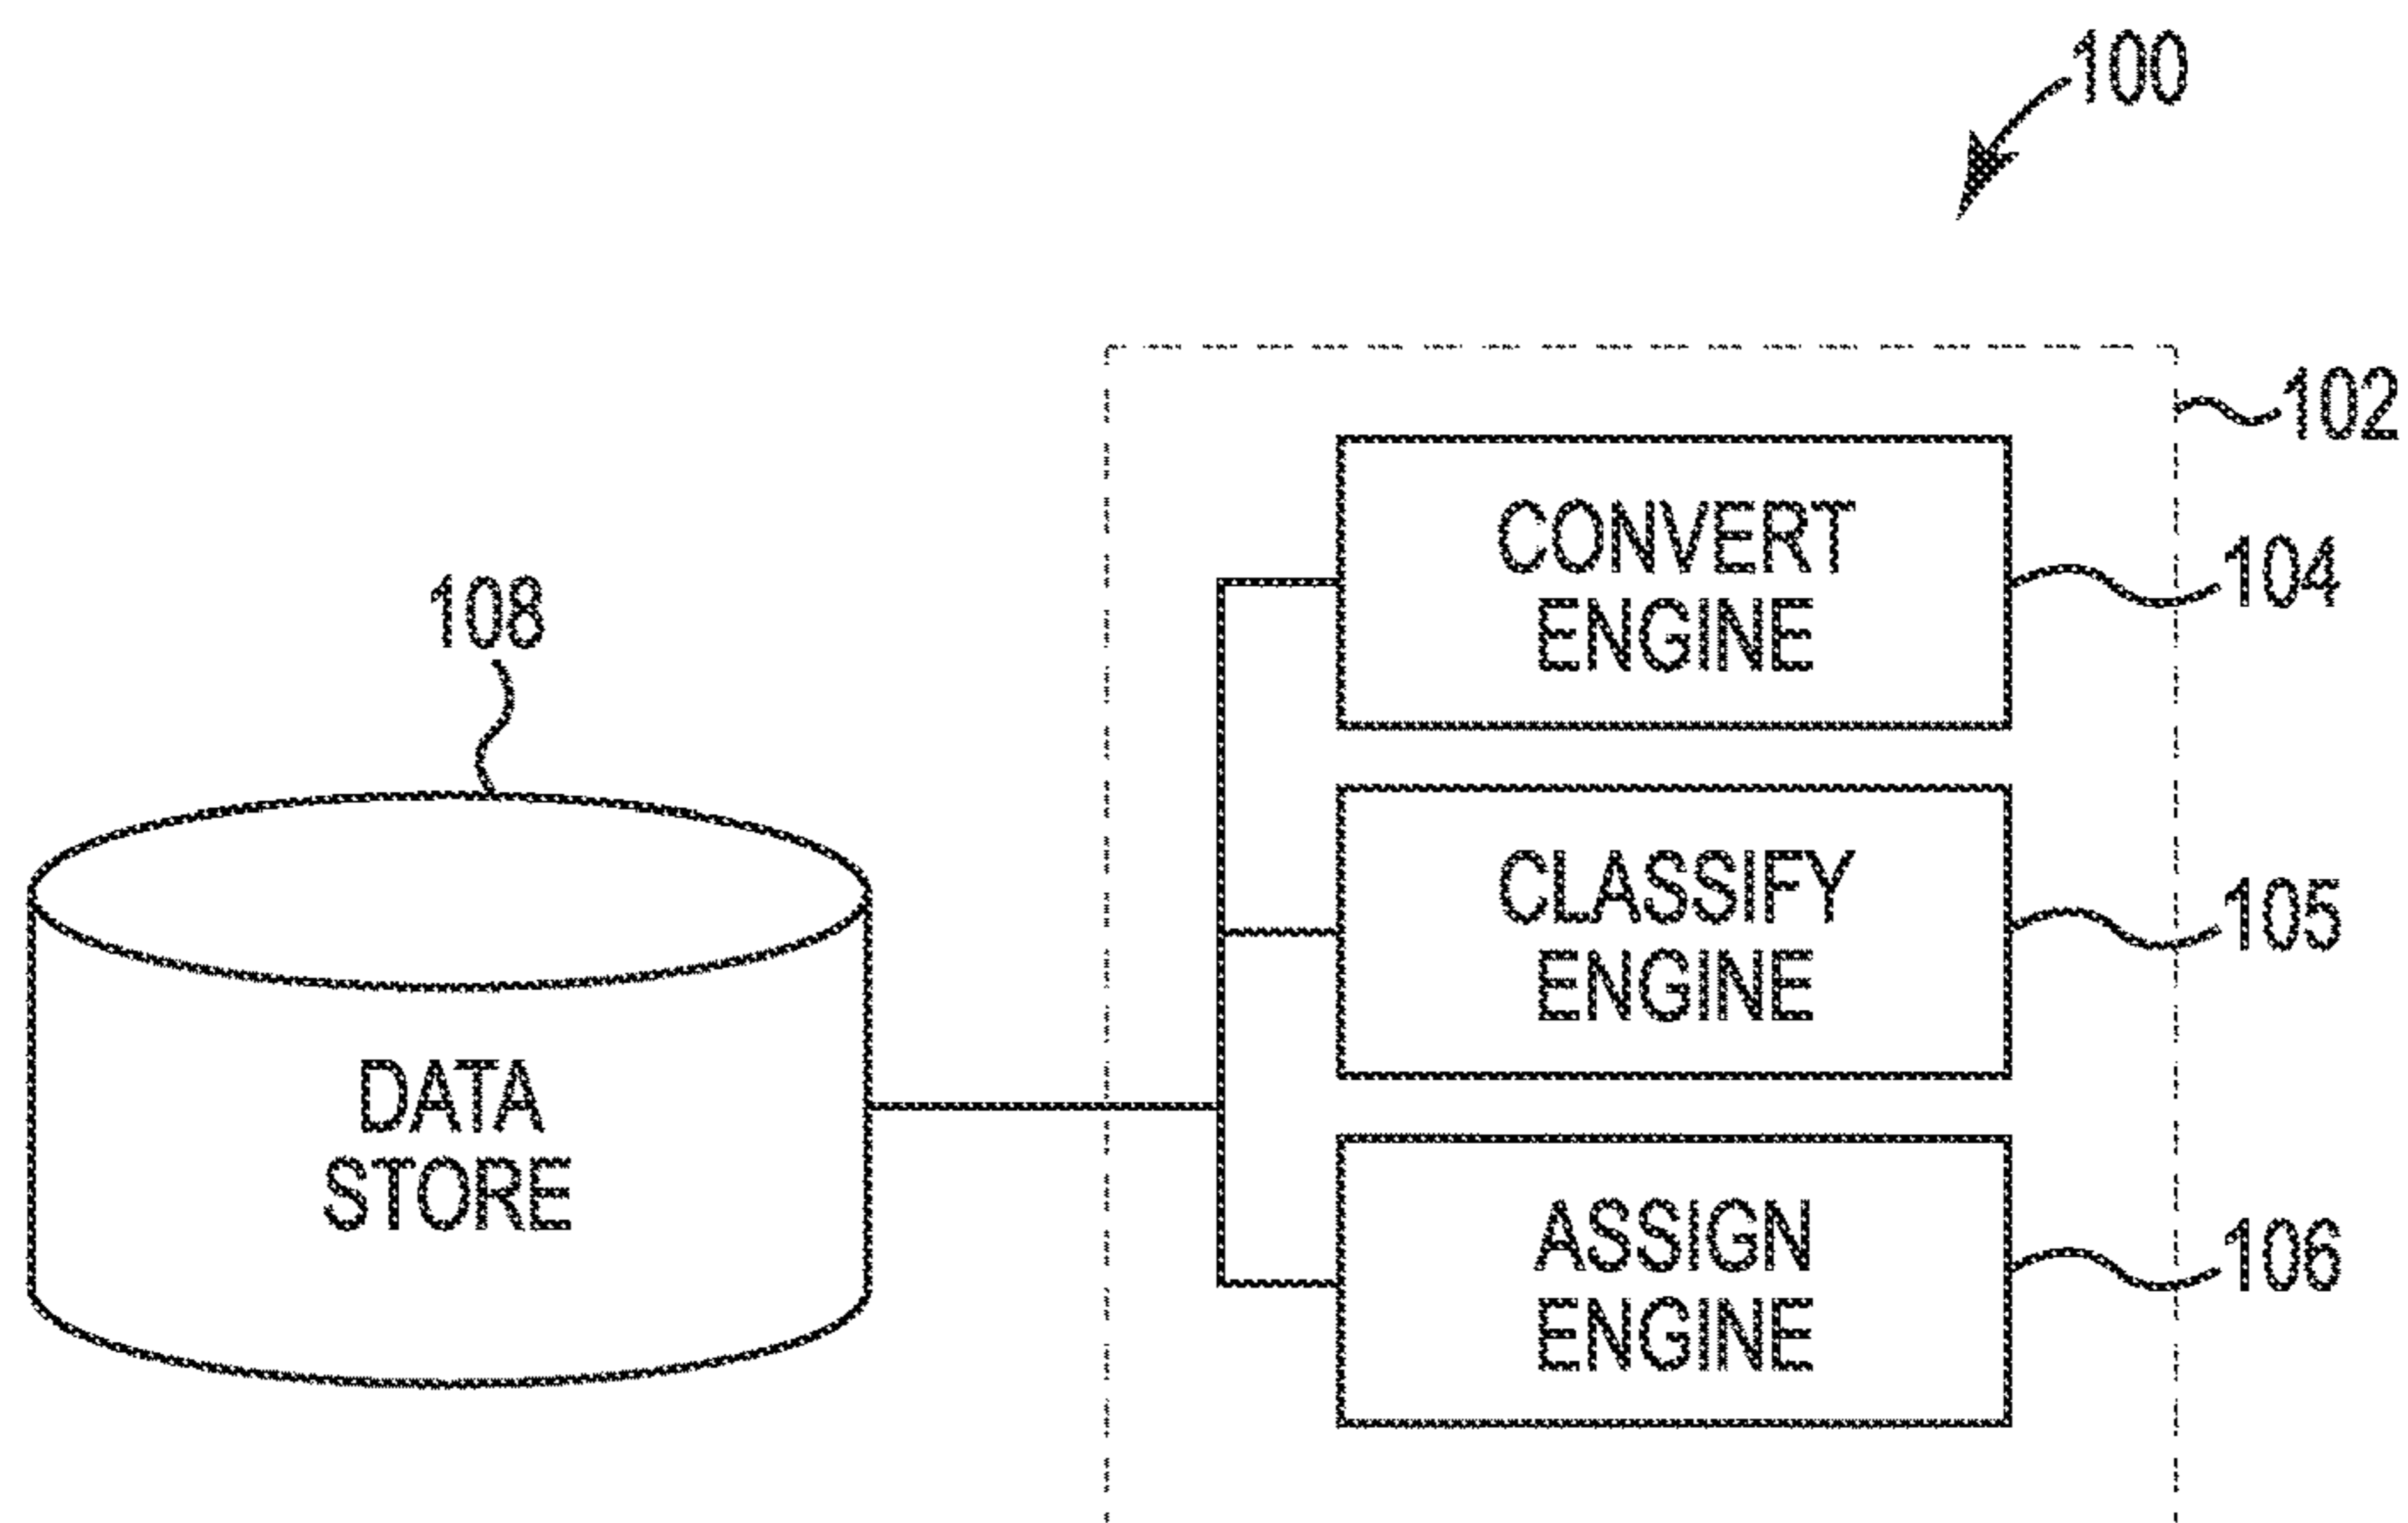 100
102
CONVERT
ENGINE
104
108
CLASSIFY
ENGINE
105
DATA
STORE
ASSIGN
ENGINE
106